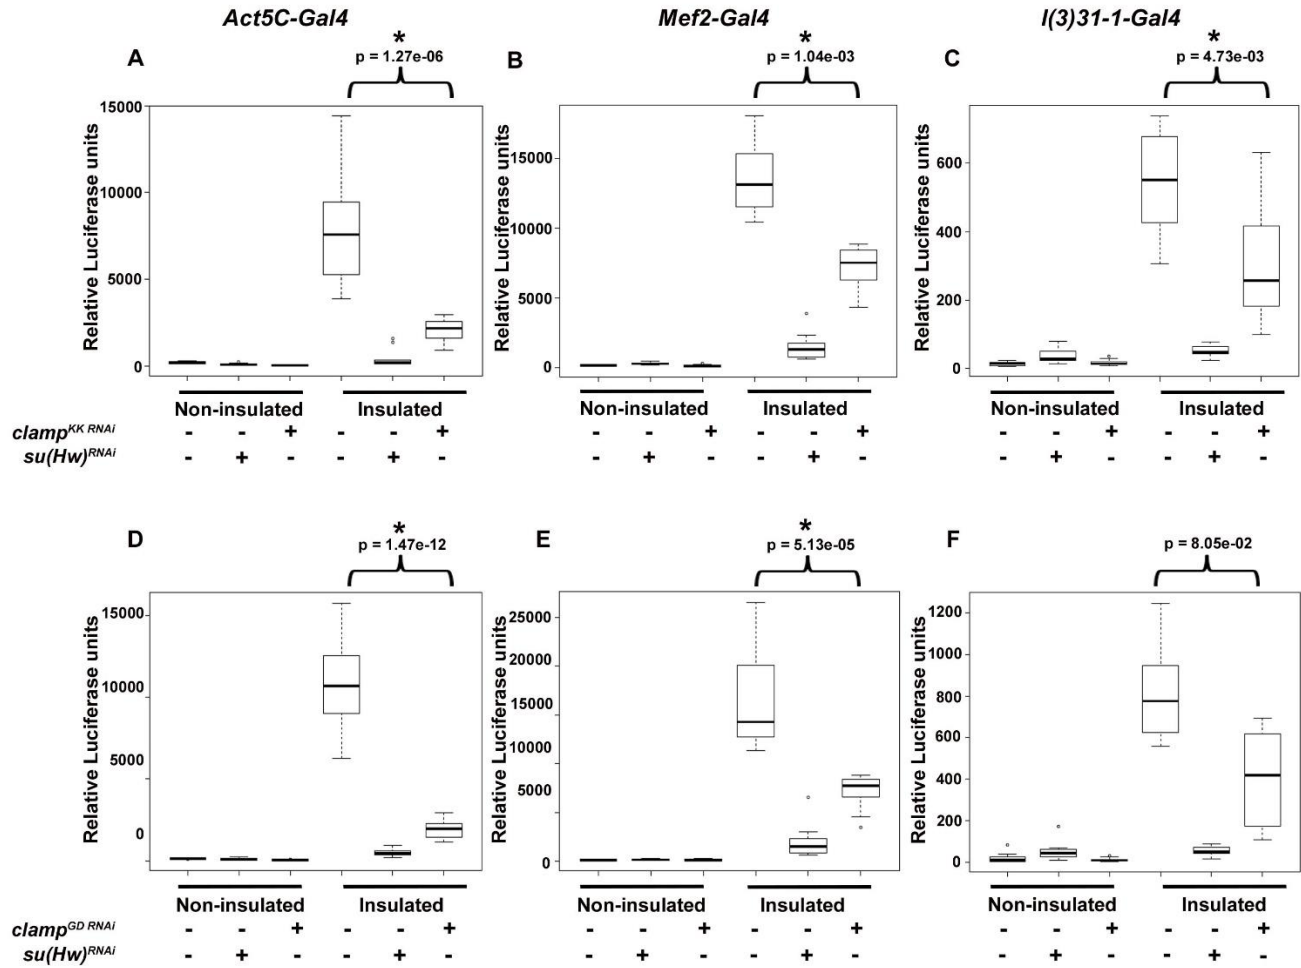 Act5C-Gal4 Mef2-Gal4 l(3)31-1-Gal4
A
*
p = 1.27e-06
Relative Luciferase units
15000
10000
5000
0
Non-insulated Insulated
B
*
p = 1.04e-03
Relative Luciferase units
15000
10000
5000
0
Non-insulated Insulated
C
*
p = 4.73e-03
Relative Luciferase units
600
400
200
0
Non-insulated Insulated
clamp^KK RNAi - - + - - + - - + - - + - - + - - +
su(Hw)^RNAi - + - - + - - + - - + - - + - - + -
D
*
p = 1.47e-12
Relative Luciferase units
15000
10000
5000
0
Non-insulated Insulated
E
*
p = 5.13e-05
Relative Luciferase units
25000
20000
15000
10000
5000
0
Non-insulated Insulated
F
p = 8.05e-02
Relative Luciferase units
1200
1000
800
600
400
200
0
Non-insulated Insulated
clamp^GD RNAi - - + - - + - - + - - + - - + - - +
su(Hw)^RNAi - + - - + - - + - - + - - + - - + -